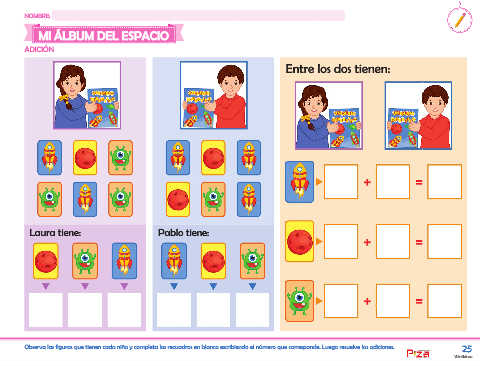 NOMBRE
MI ÁLBUM DEL ESPACIO
ADICIÓN
Entre los dos tienen:
+ =
+ =
+ =
Laura tiene:
Pablo tiene:
Observa las figuras que tienen cada niño y completa los recuadros en blanco escribiendo el número que corresponde. Luego resuelve las adiciones.
25